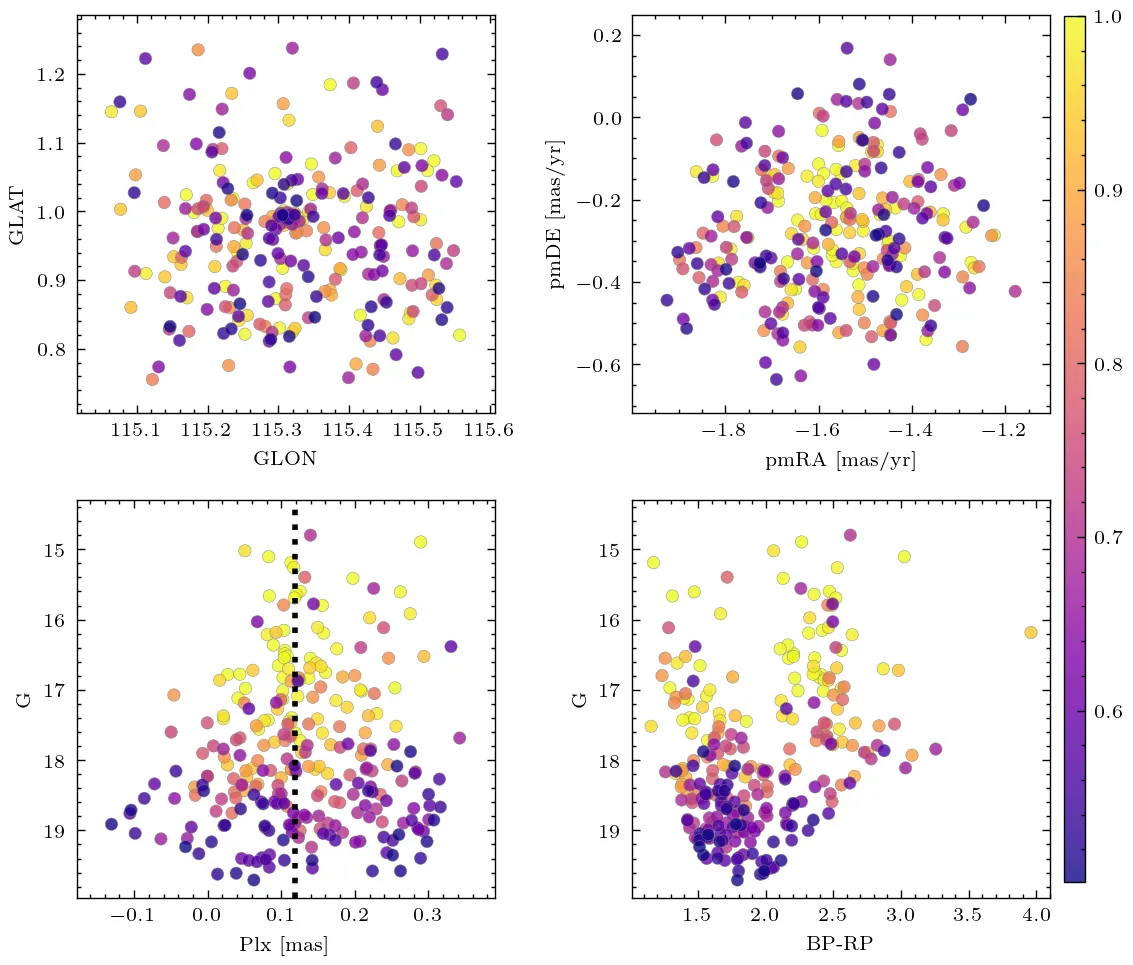 1.2
1.1
1.0
0.9
0.8
GLAT
115.1 115.2 115.3 115.4 115.5 115.6
GLON
0.2
0.0
−0.2
−0.4
−0.6
pmDE [mas/yr]
−1.8 −1.6 −1.4 −1.2
pmRA [mas/yr]
1.0
0.9
0.8
0.7
0.6
15
16
17
18
19
G
−0.1 0.0 0.1 0.2 0.3
Plx [mas]
15
16
17
18
19
G
1.5 2.0 2.5 3.0 3.5 4.0
BP-RP